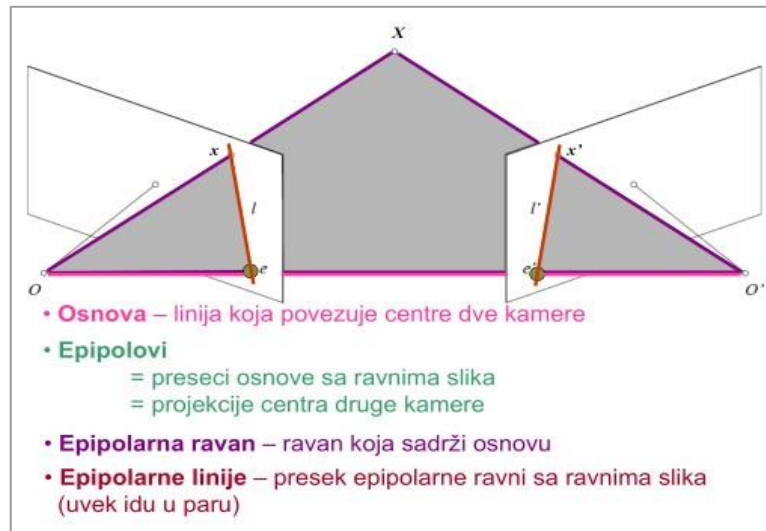 X
x
x'
l
l'
e
e'
O
O'
• Osnova – linija koja povezuje centre dve kamere
• Epipolovi
= preseci osnove sa ravnima slika
= projekcije centra druge kamere
• Epipolarna ravan – ravan koja sadrži osnovu
• Epipolarne linije – presek epipolarne ravni sa ravnima slika
(uvek idu u paru)